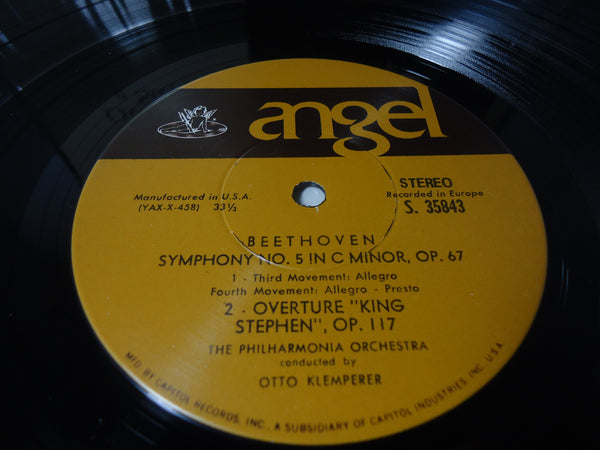 angel
Manufactured in U.S.A.
(YAX-X-458) 33⅓
STEREO
Recorded in Europe
S. 35843
BEETHOVEN
SYMPHONY NO. 5 IN C MINOR, OP. 67
1 - Third Movement: Allegro
Fourth Movement: Allegro - Presto
2 - OVERTURE "KING
STEPHEN", OP. 117
THE PHILHARMONIA ORCHESTRA
conducted by
OTTO KLEMPERER
MFD. BY CAPITOL RECORDS, INC., A SUBSIDIARY OF CAPITOL INDUSTRIES, INC. U.S.A.